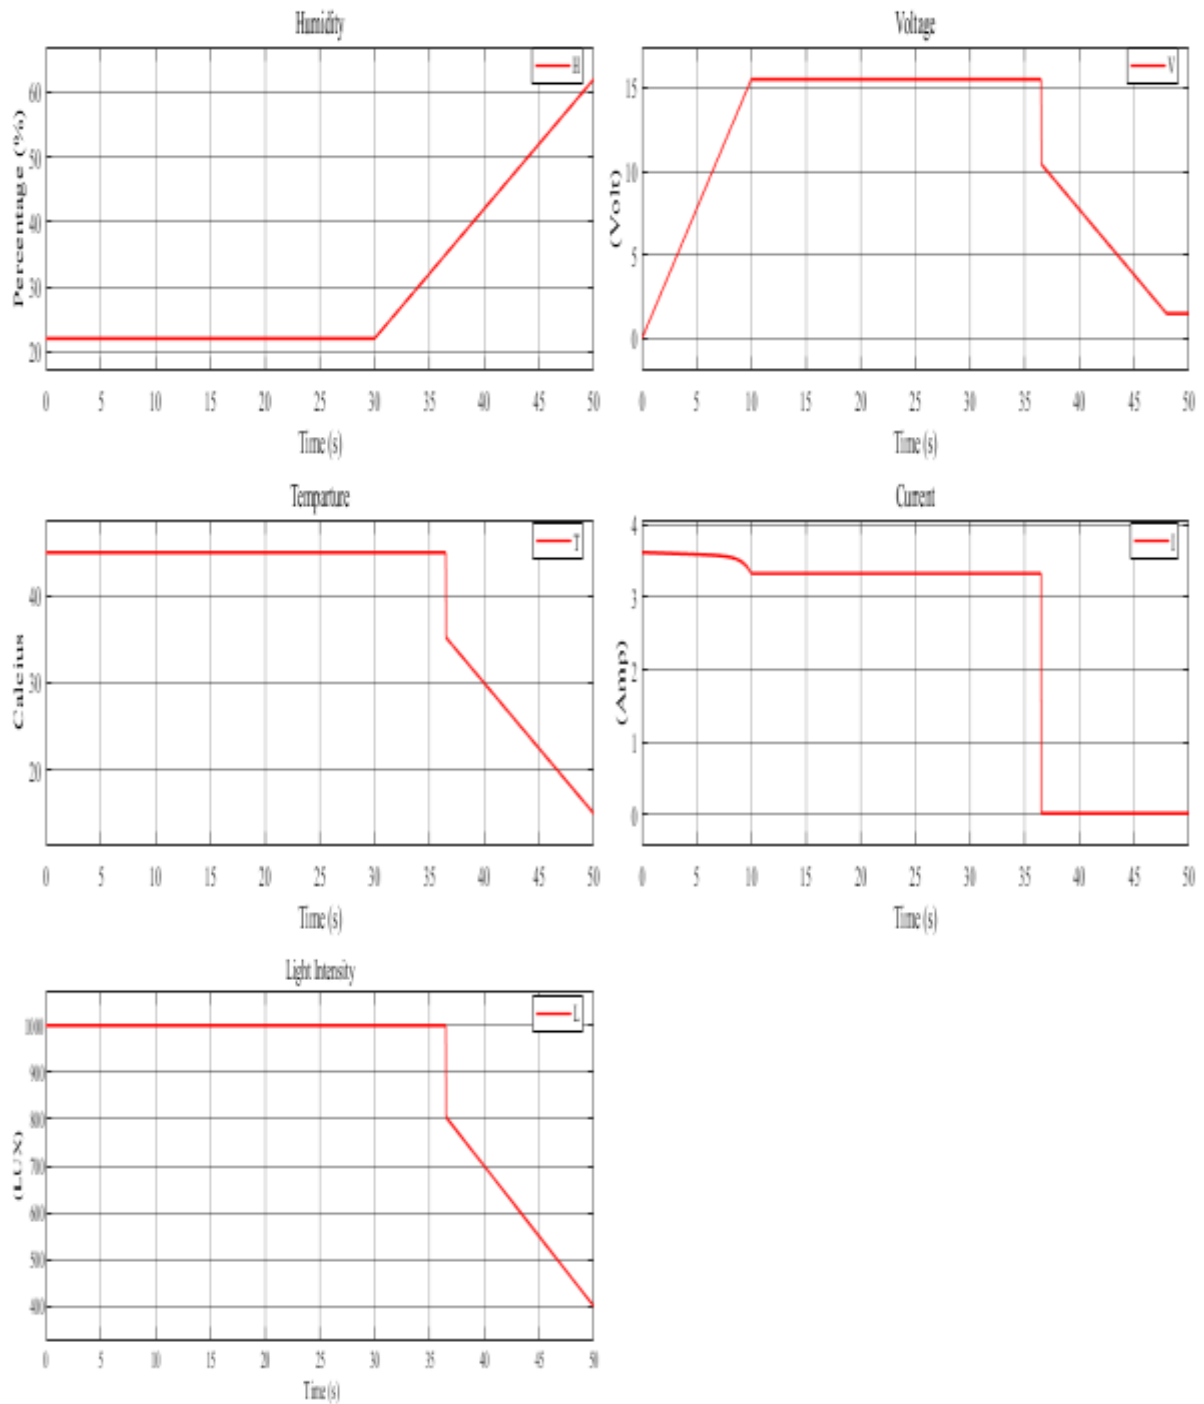 Humidity
H
Percentage (%)
60
50
40
30
20
0 5 10 15 20 25 30 35 40 45 50
Time (s)
Voltage
V
(Volt)
15
10
5
0
0 5 10 15 20 25 30 35 40 45 50
Time (s)
Temparture
T
Calcius
40
30
20
0 5 10 15 20 25 30 35 40 45 50
Time (s)
Current
I
(Amp)
4
3
2
1
0
0 5 10 15 20 25 30 35 40 45 50
Time (s)
Light Intensity
L
(LUX)
1000
900
800
700
600
500
400
0 5 10 15 20 25 30 35 40 45 50
Time (s)